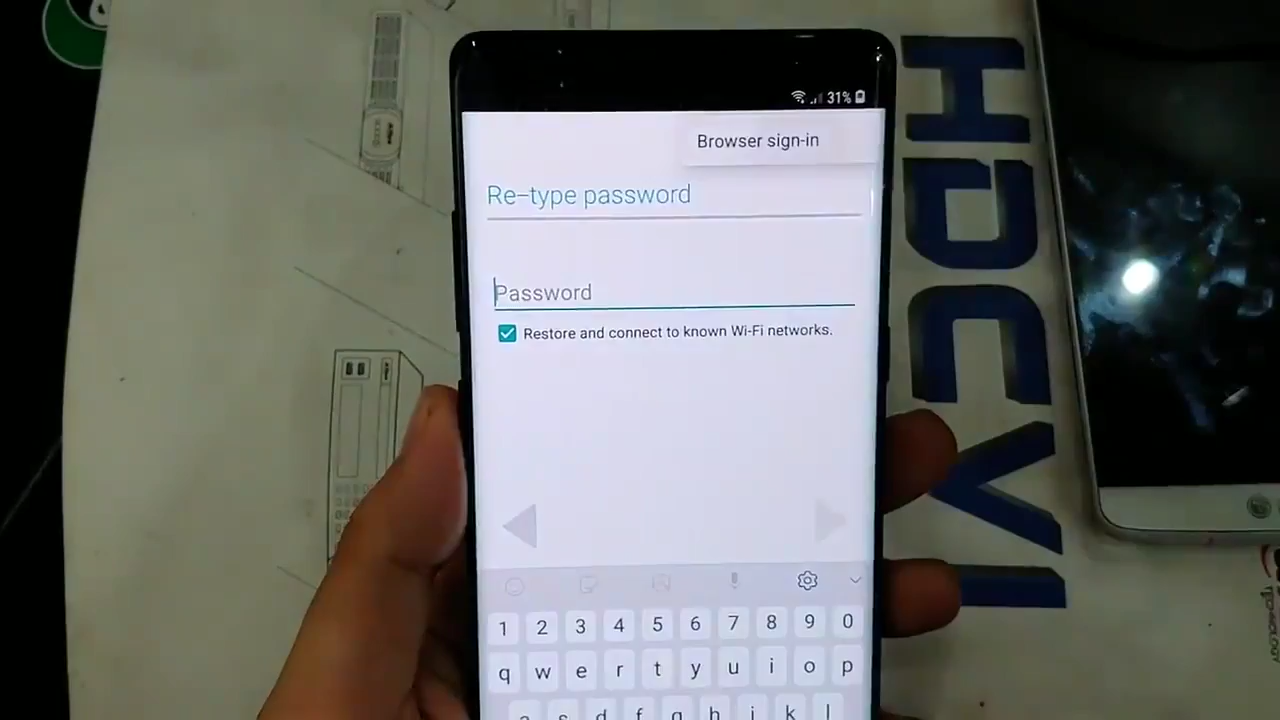 31%
Browser sign-in
Re-type password
Password
Restore and connect to known Wi-Fi networks.
1 2 3 4 5 6 7 8 9 0
q w e r t y u i o p
a s d f g h j k l
HDCVI